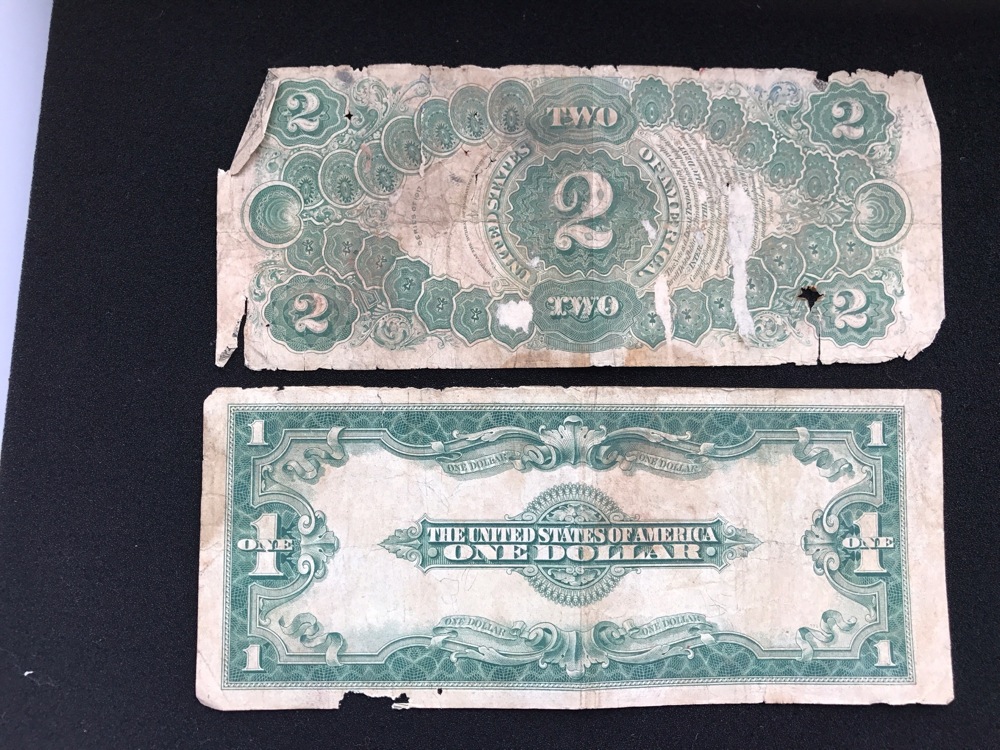 2
TWO
2
UNITED STATES
OF AMERICA
2
2
TWO
2
1
1
ONE DOLLAR
ONE DOLLAR
THE UNITED STATES OF AMERICA
1
ONE
ONE DOLLAR
1
ONE
ONE DOLLAR
ONE DOLLAR
1
1